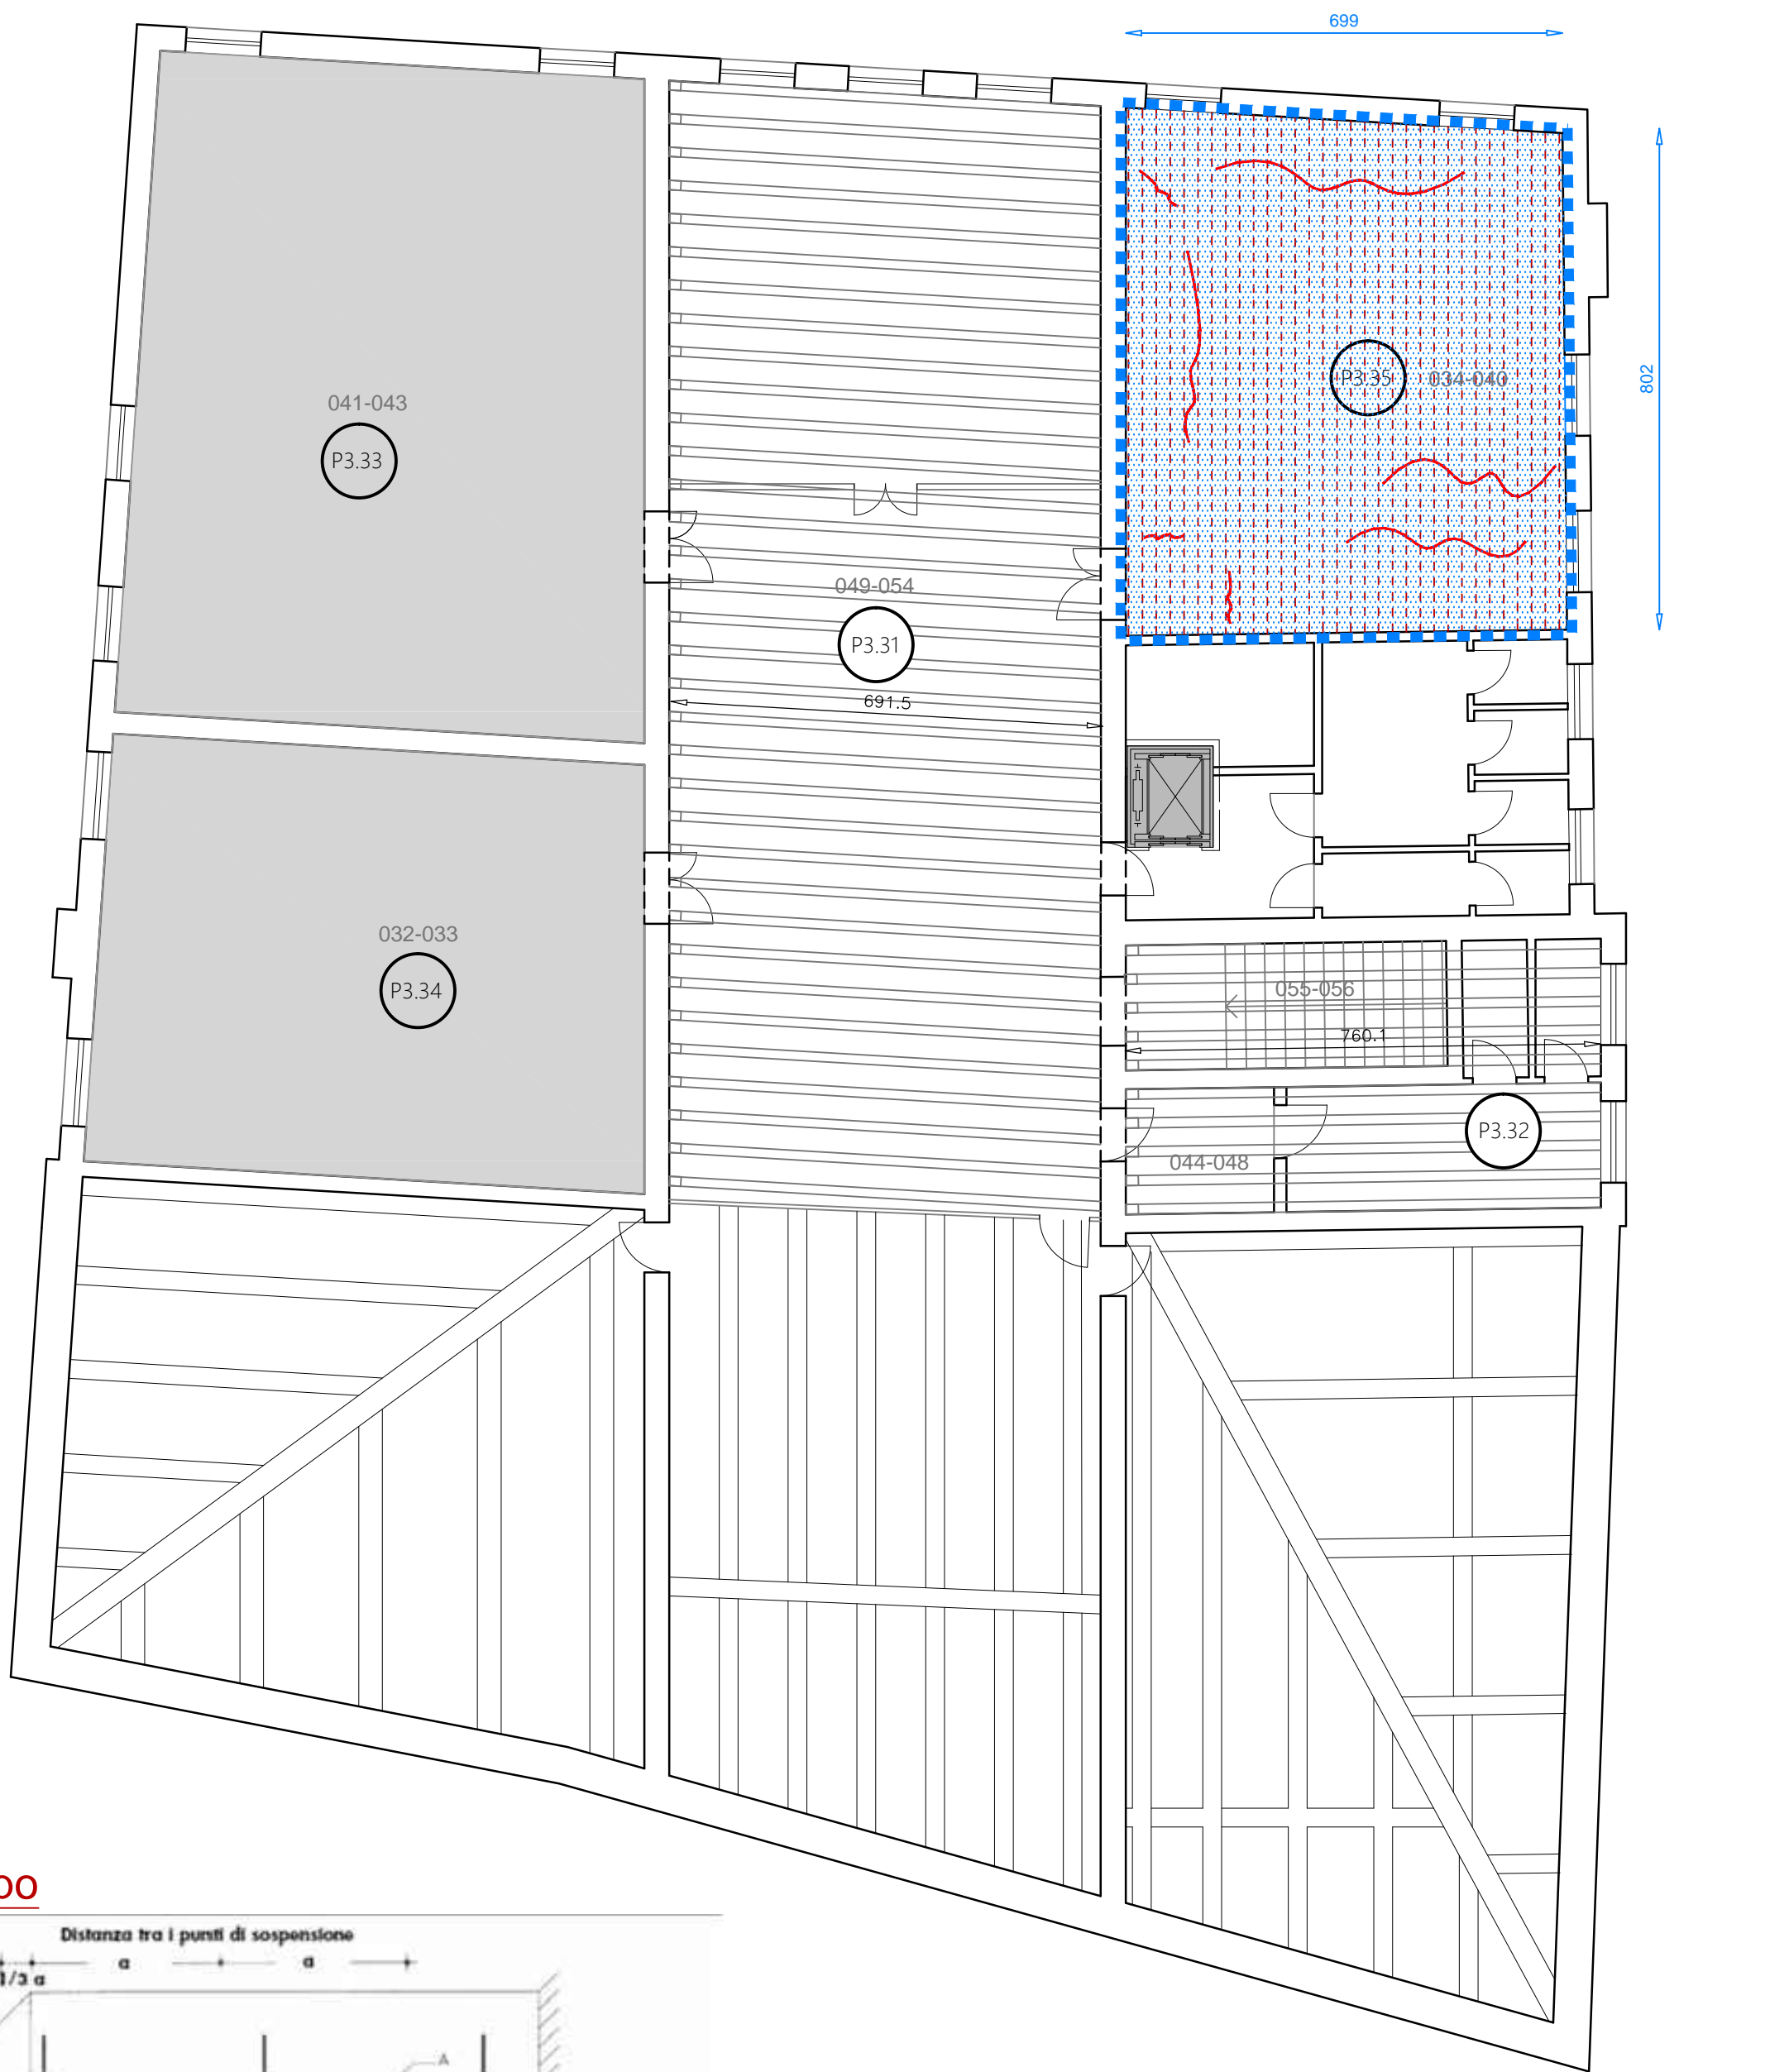 699
802
P3.35
034-040
041-043
P3.33
049-054
P3.31
691.5
032-033
P3.34
055-056
760.1
P3.32
044-048
Distanza tra i punti di sospensione
a a
1/3 a
A